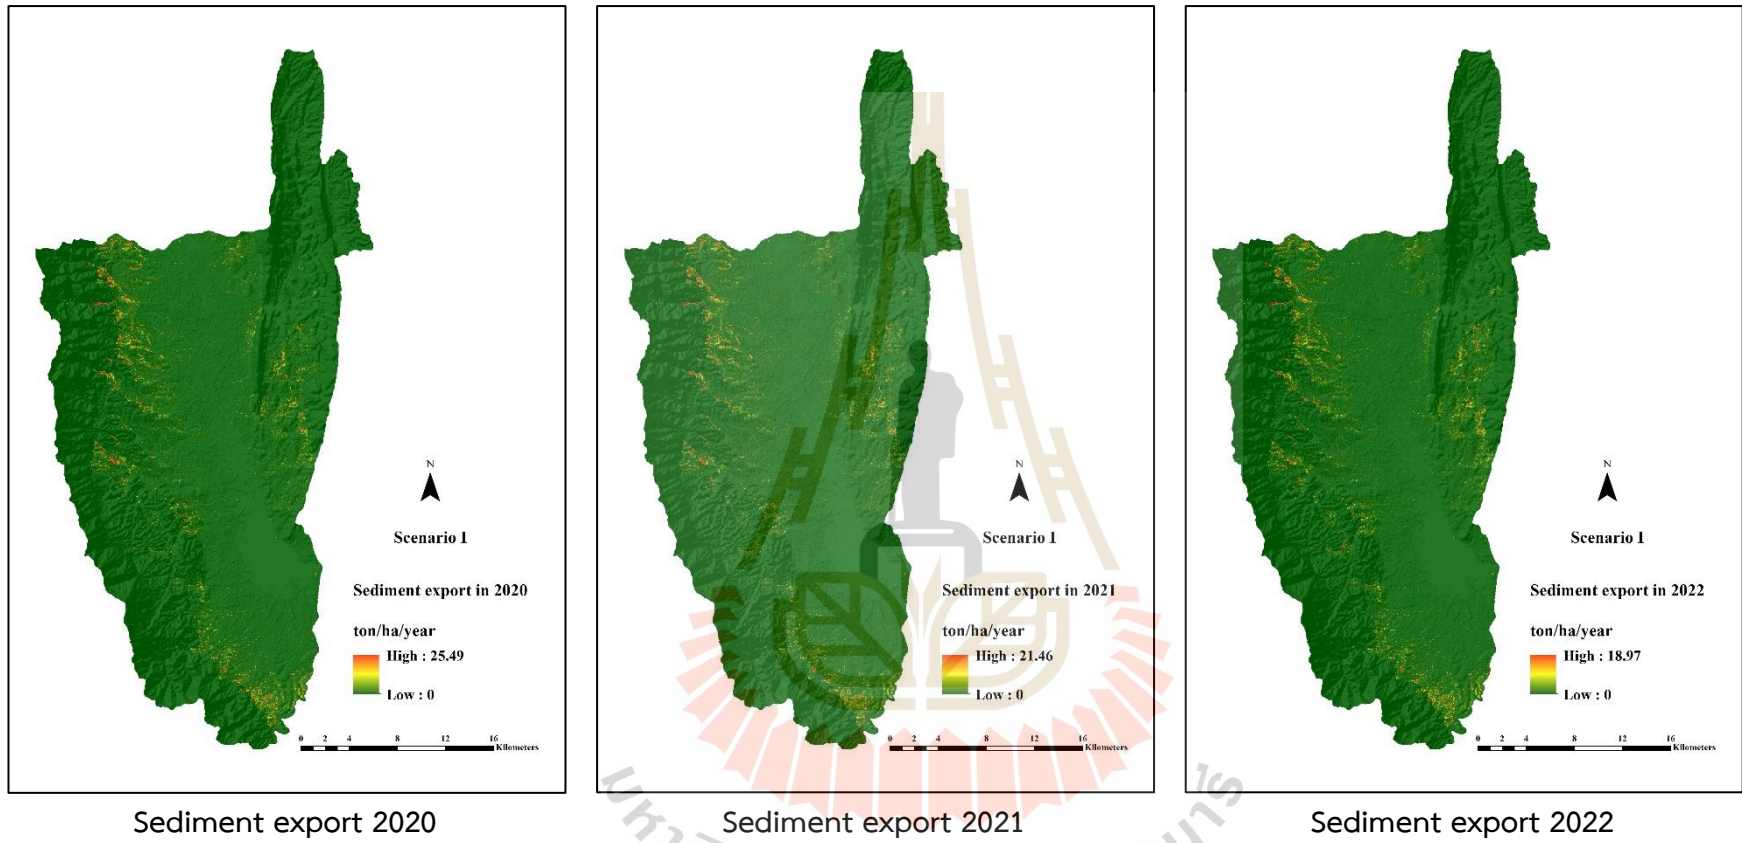 N
Scenario I
Sediment export in 2020
ton/ha/year
High : 25.49
Low : 0
0 2 4 8 12 16
Kilometers
Sediment export 2020
N
Scenario I
Sediment export in 2021
ton/ha/year
High : 21.46
Low : 0
0 2 4 8 12 16
Kilometers
Sediment export 2021
N
Scenario I
Sediment export in 2022
ton/ha/year
High : 18.97
Low : 0
0 2 4 8 12 16
Kilometers
Sediment export 2022